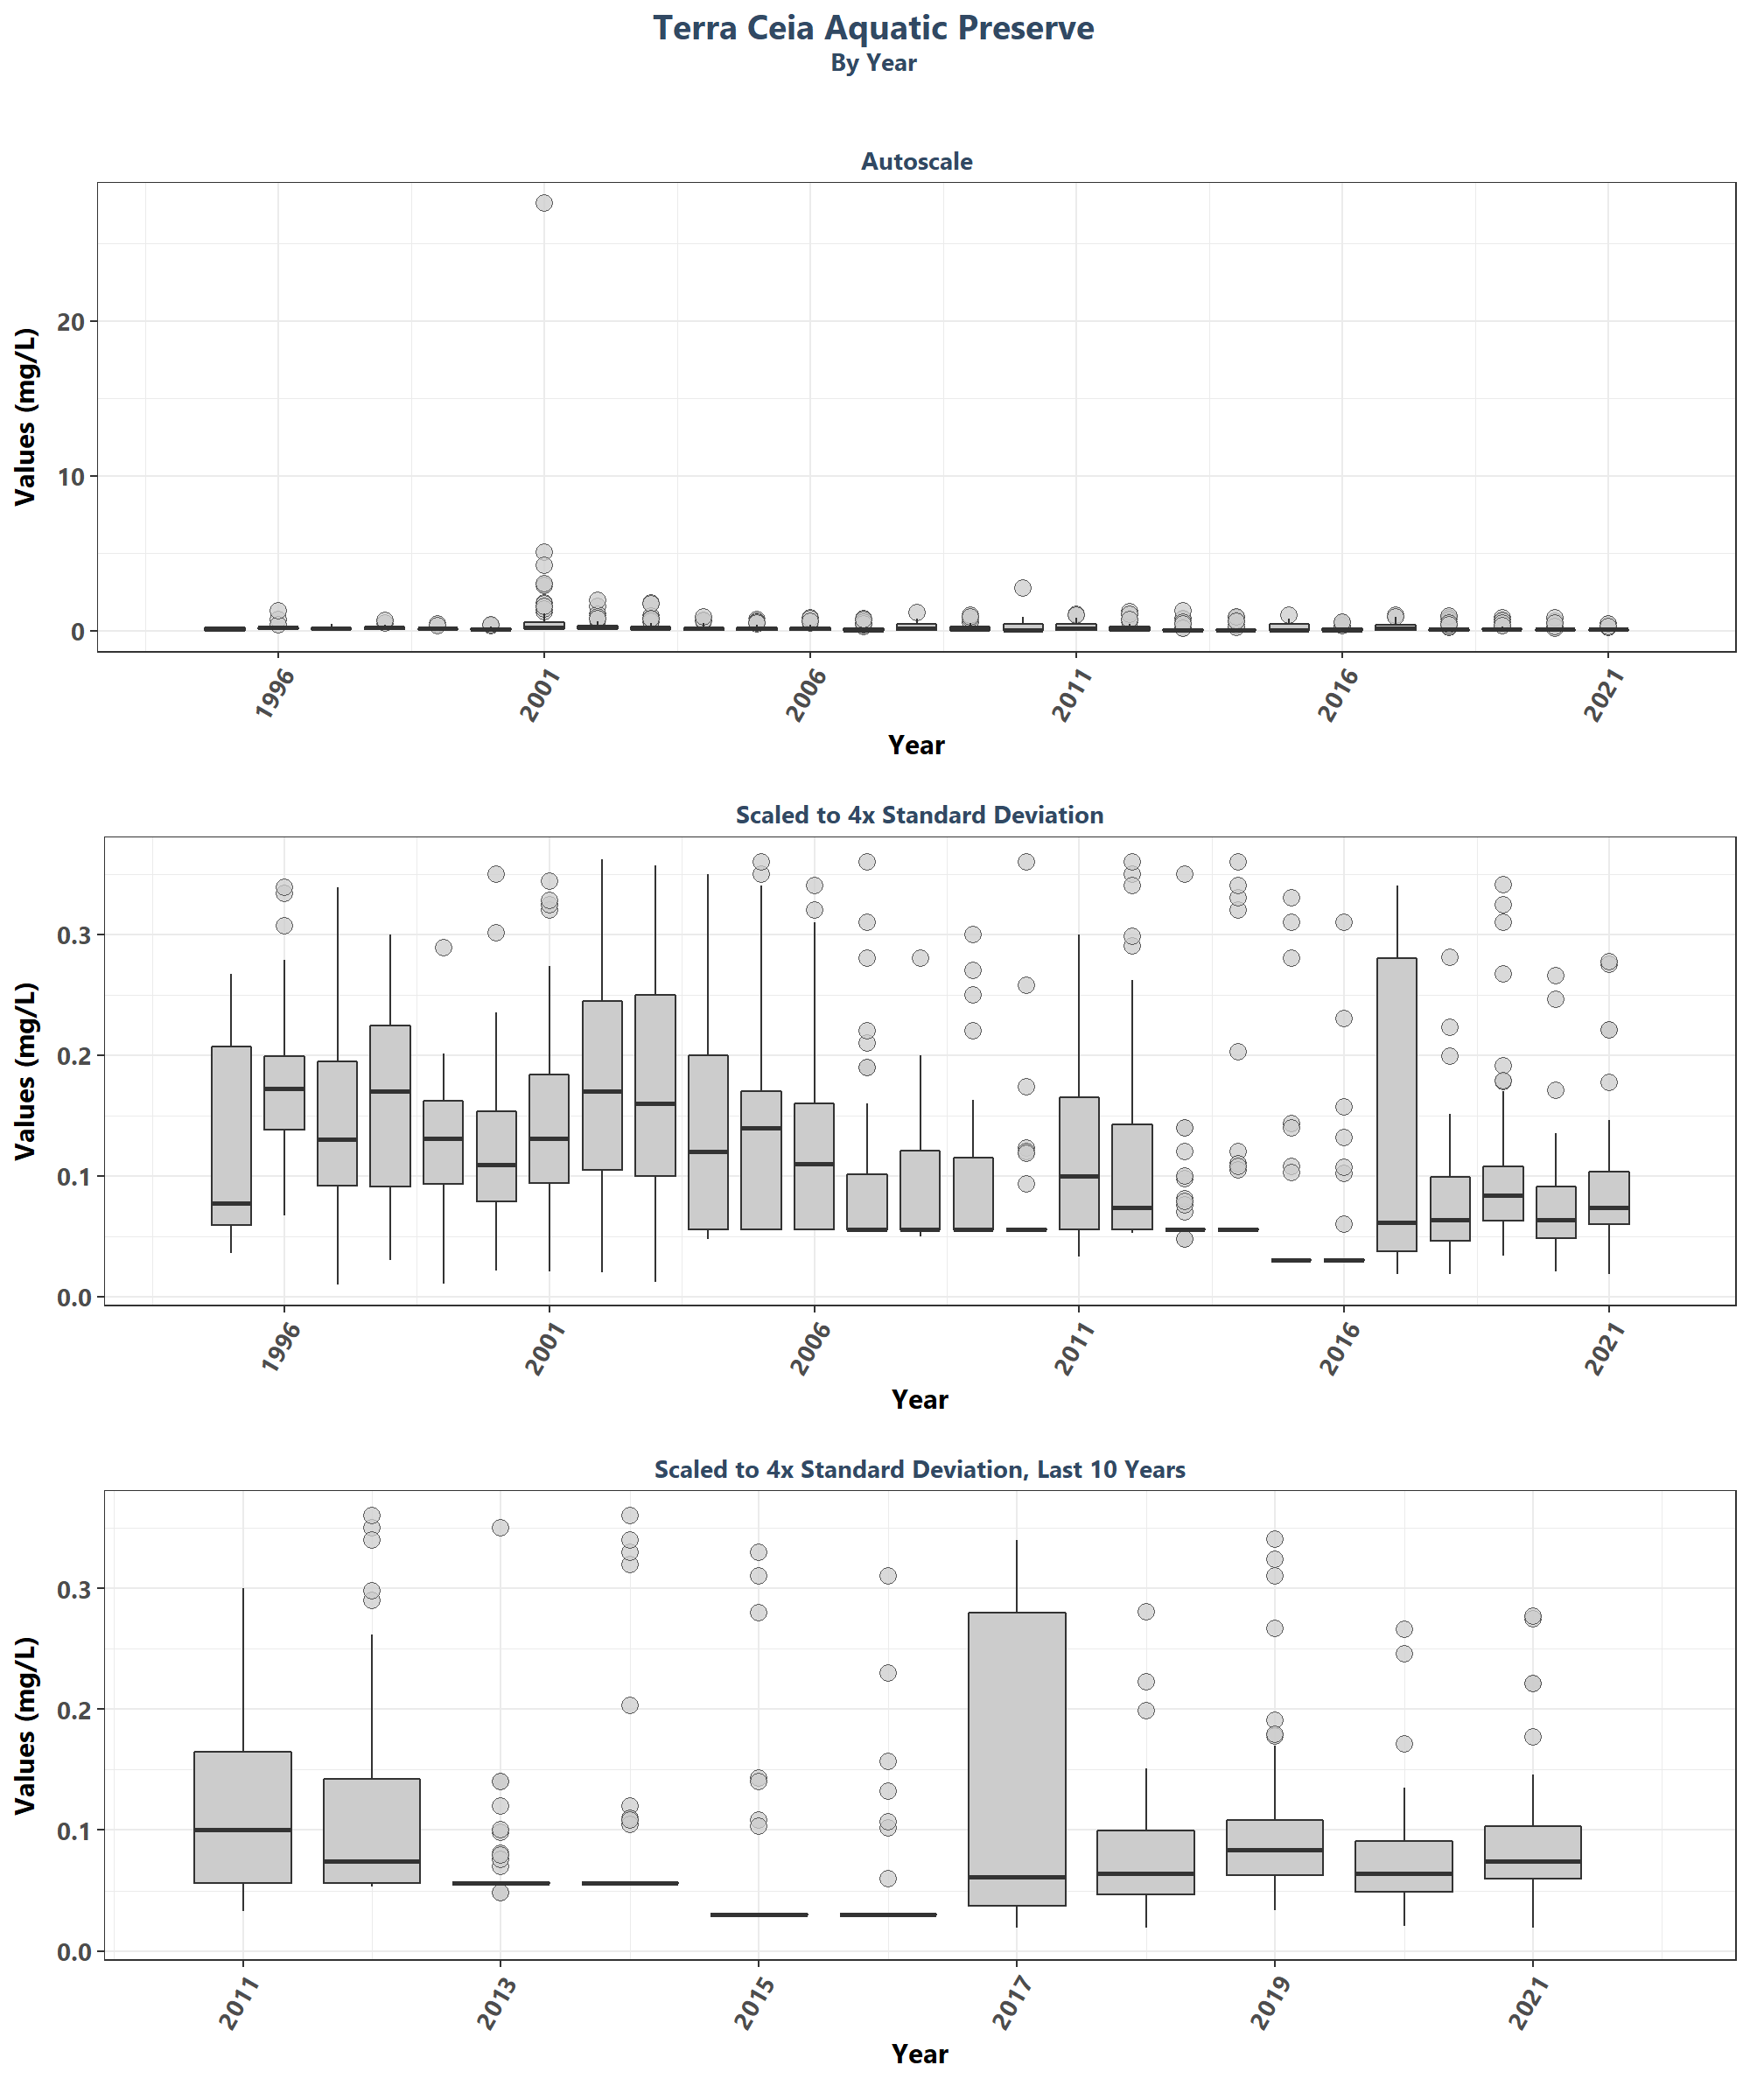 Terra Ceia Aquatic Preserve
By Year
Autoscale
Values (mg/L)
20
10
0
1996
2001
2006
2011
2016
2021
Year
Scaled to 4x Standard Deviation
Values (mg/L)
0.3
0.2
0.1
0.0
1996
2001
2006
2011
2016
2021
Year
Scaled to 4x Standard Deviation, Last 10 Years
Values (mg/L)
0.3
0.2
0.1
0.0
2011
2013
2015
2017
2019
2021
Year